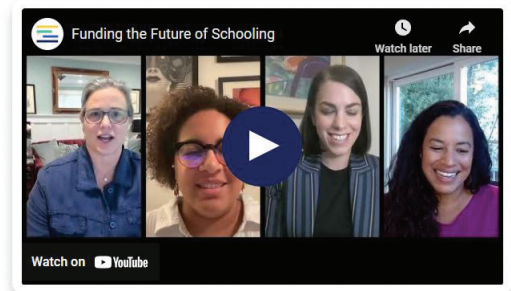 Funding the Future of Schooling
Watch later
Share
Watch on YouTube